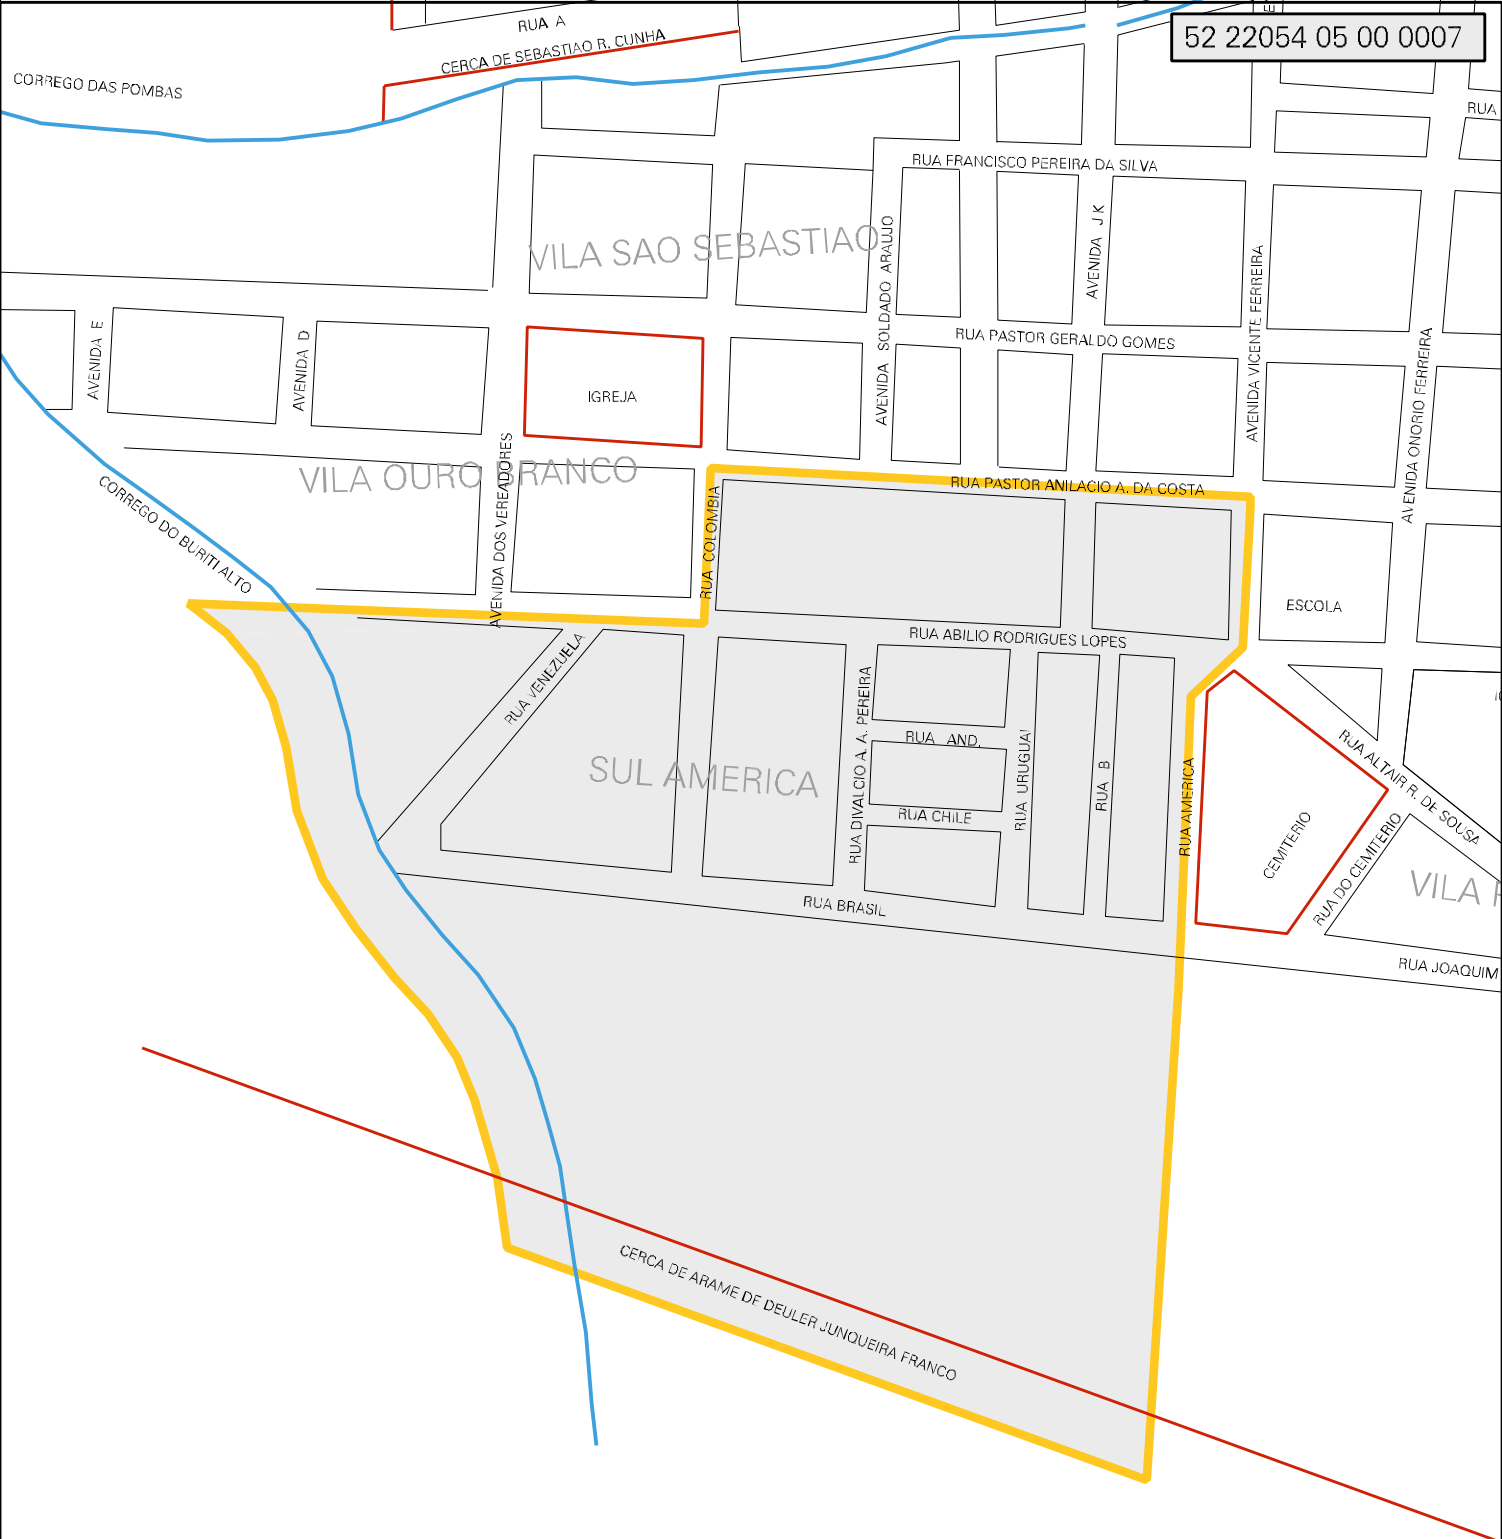 RUA A
52 22054 05 00 0007
CERCA DE SEBASTIAO R. CUNHA
CORREGO DAS POMBAS
RUA
RUA FRANCISCO PEREIRA DA SILVA
VILA SAO SEBASTIAO
AVENIDA SOLDADO ARAUJO
AVENIDA J K
AVENIDA VICENTE FERREIRA
AVENIDA E
AVENIDA D
RUA PASTOR GERALDO GOMES
AVENIDA ONORIO FERREIRA
IGREJA
VILA OURO BRANCO
AVENIDA DOS VEREADORES
CORREGO DO BURITI ALTO
RUA COLOMBIA
RUA PASTOR ANILACIO A. DA COSTA
ESCOLA
RUA ABILIO RODRIGUES LOPES
RUA VENEZUELA
RUA DIVALCIO A. A. PEREIRA
RUA AND.
RUA URUGUAI
RUA B
RUA AMERICA
SUL AMERICA
RUA CHILE
RUA ALTAIR R. DE SOUSA
CEMITERIO
RUA DO CEMITERIO
VILA
RUA BRASIL
RUA JOAQUIM
CERCA DE ARAME DE DEULER JUNQUEIRA FRANCO